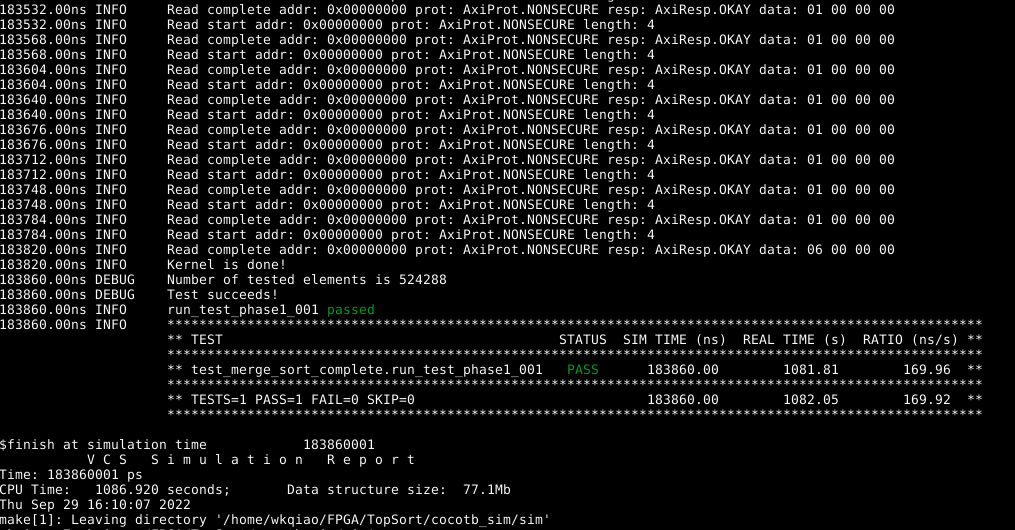 183532.00ns INFO     Read complete addr: 0x00000000 prot: AxiProt.NONSECURE resp: AxiResp.OKAY data: 01 00 00 00
183532.00ns INFO     Read start addr: 0x00000000 prot: AxiProt.NONSECURE length: 4
183568.00ns INFO     Read complete addr: 0x00000000 prot: AxiProt.NONSECURE resp: AxiResp.OKAY data: 01 00 00 00
183568.00ns INFO     Read start addr: 0x00000000 prot: AxiProt.NONSECURE length: 4
183604.00ns INFO     Read complete addr: 0x00000000 prot: AxiProt.NONSECURE resp: AxiResp.OKAY data: 01 00 00 00
183604.00ns INFO     Read start addr: 0x00000000 prot: AxiProt.NONSECURE length: 4
183640.00ns INFO     Read complete addr: 0x00000000 prot: AxiProt.NONSECURE resp: AxiResp.OKAY data: 01 00 00 00
183640.00ns INFO     Read start addr: 0x00000000 prot: AxiProt.NONSECURE length: 4
183676.00ns INFO     Read complete addr: 0x00000000 prot: AxiProt.NONSECURE resp: AxiResp.OKAY data: 01 00 00 00
183676.00ns INFO     Read start addr: 0x00000000 prot: AxiProt.NONSECURE length: 4
183712.00ns INFO     Read complete addr: 0x00000000 prot: AxiProt.NONSECURE resp: AxiResp.OKAY data: 01 00 00 00
183712.00ns INFO     Read start addr: 0x00000000 prot: AxiProt.NONSECURE length: 4
183748.00ns INFO     Read complete addr: 0x00000000 prot: AxiProt.NONSECURE resp: AxiResp.OKAY data: 01 00 00 00
183748.00ns INFO     Read start addr: 0x00000000 prot: AxiProt.NONSECURE length: 4
183784.00ns INFO     Read complete addr: 0x00000000 prot: AxiProt.NONSECURE resp: AxiResp.OKAY data: 01 00 00 00
183784.00ns INFO     Read start addr: 0x00000000 prot: AxiProt.NONSECURE length: 4
183820.00ns INFO     Read complete addr: 0x00000000 prot: AxiProt.NONSECURE resp: AxiResp.OKAY data: 06 00 00 00
183820.00ns INFO     Kernel is done!
183860.00ns DEBUG    Number of tested elements is 524288
183860.00ns DEBUG    Test succeeds!
183860.00ns INFO     run_test_phase1_001 passed
183860.00ns INFO     ******************************************************************************************************
                     ** TEST                                          STATUS  SIM TIME (ns)  REAL TIME (s)  RATIO (ns/s) **
                     ******************************************************************************************************
                     ** test_merge_sort_complete.run_test_phase1_001   PASS      183860.00        1081.81        169.96  **
                     ******************************************************************************************************
                     ** TESTS=1 PASS=1 FAIL=0 SKIP=0                             183860.00        1082.05        169.92  **
                     ******************************************************************************************************
$finish at simulation time            183860001
           V C S   S i m u l a t i o n   R e p o r t
Time: 183860001 ps
CPU Time:   1086.920 seconds;       Data structure size:  77.1Mb
Thu Sep 29 16:10:07 2022
make[1]: Leaving directory '/home/wkqiao/FPGA/TopSort/cocotb_sim/sim'